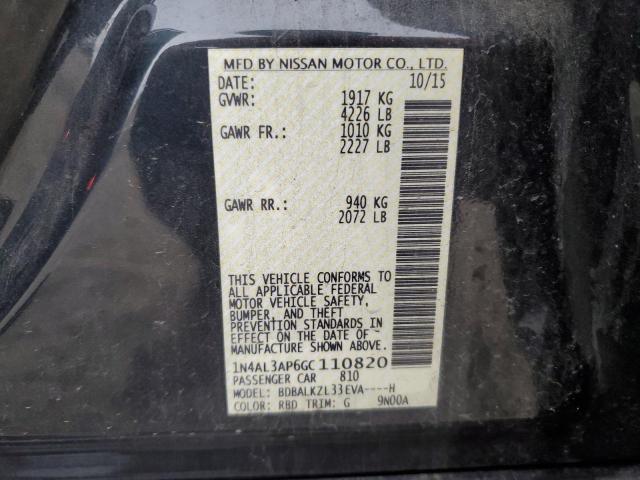 MFD BY NISSAN MOTOR CO., LTD.
DATE: 10/15
GVWR: 1917 KG
4226 LB
GAWR FR.: 1010 KG
2227 LB
GAWR RR.: 940 KG
2072 LB
THIS VEHICLE CONFORMS TO
ALL APPLICABLE FEDERAL
MOTOR VEHICLE SAFETY,
BUMPER, AND THEFT
PREVENTION STANDARDS IN
EFFECT ON THE DATE OF
MANUFACTURE SHOWN ABOVE.
1N4AL3AP6GC110820
PASSENGER CAR 810
MODEL: BDBALKZL33EVA----H
COLOR: RBD TRIM: G 9N00A